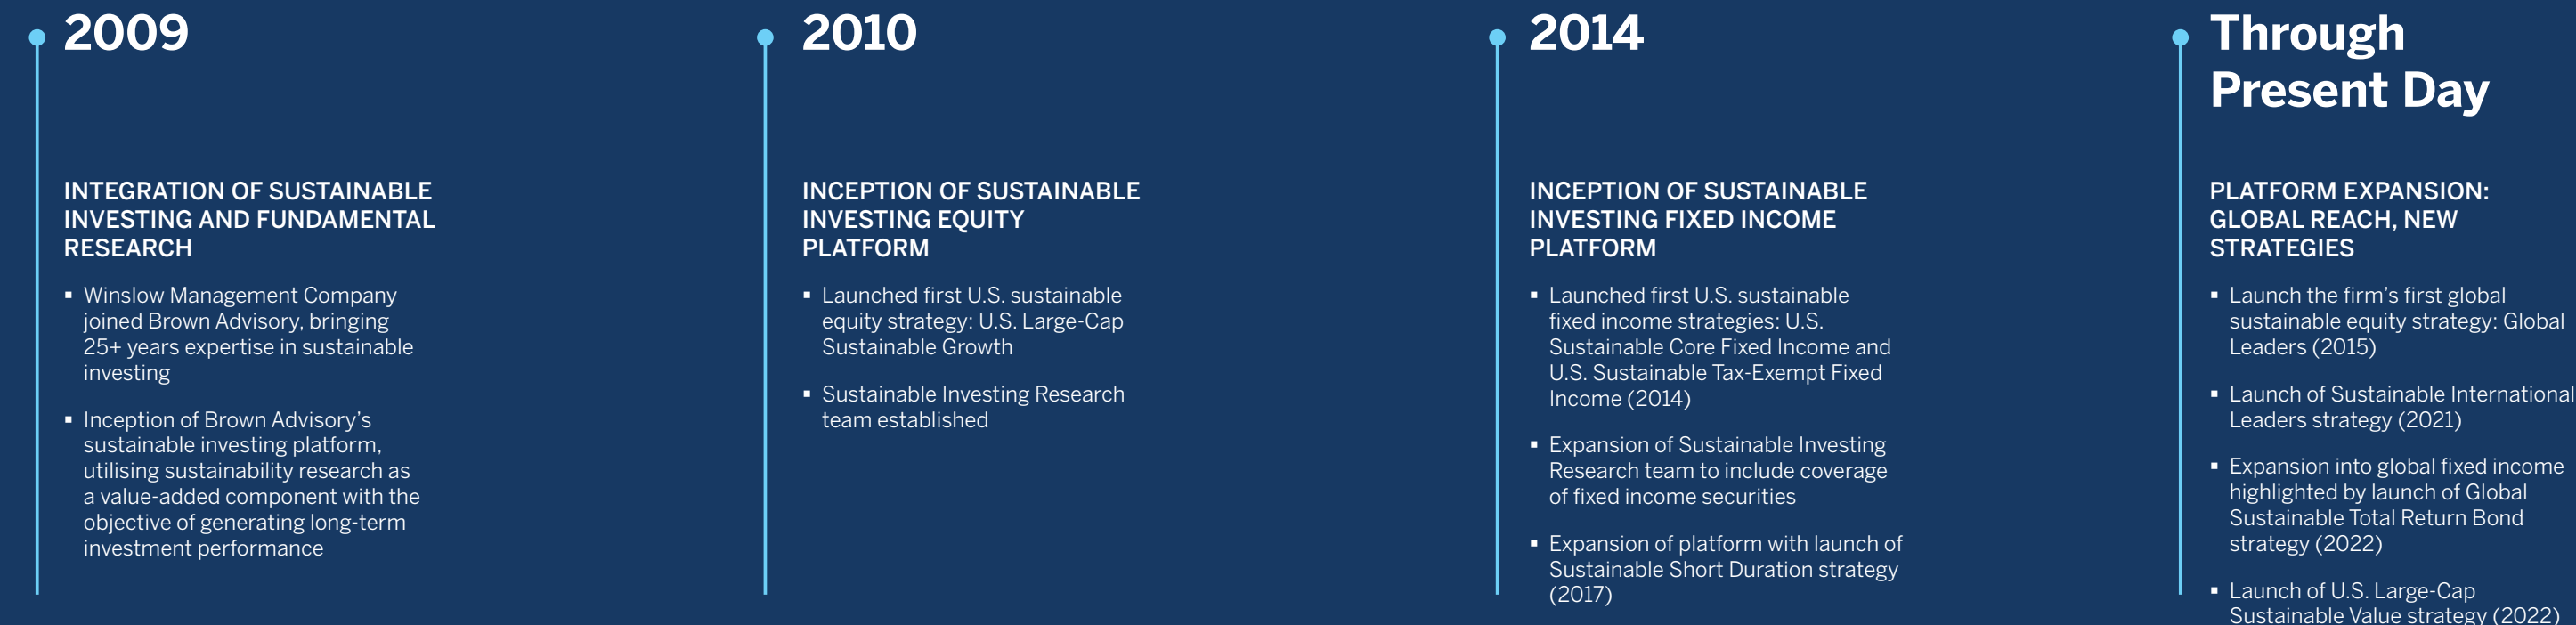 2009
INTEGRATION OF SUSTAINABLE
INVESTING AND FUNDAMENTAL
RESEARCH
▪ Winslow Management Company
joined Brown Advisory, bringing
25+ years expertise in sustainable
investing
▪ Inception of Brown Advisory’s
sustainable investing platform,
utilising sustainability research as
a value-added component with the
objective of generating long-term
investment performance
2010
INCEPTION OF SUSTAINABLE
INVESTING EQUITY
PLATFORM
▪ Launched first U.S. sustainable
equity strategy: U.S. Large-Cap
Sustainable Growth
▪ Sustainable Investing Research
team established
2014
INCEPTION OF SUSTAINABLE
INVESTING FIXED INCOME
PLATFORM
▪ Launched first U.S. sustainable
fixed income strategies: U.S.
Sustainable Core Fixed Income and
U.S. Sustainable Tax-Exempt Fixed
Income (2014)
▪ Expansion of Sustainable Investing
Research team to include coverage
of fixed income securities
▪ Expansion of platform with launch of
Sustainable Short Duration strategy
(2017)
Through
Present Day
PLATFORM EXPANSION:
GLOBAL REACH, NEW
STRATEGIES
▪ Launch the firm’s first global
sustainable equity strategy: Global
Leaders (2015)
▪ Launch of Sustainable International
Leaders strategy (2021)
▪ Expansion into global fixed income
highlighted by launch of Global
Sustainable Total Return Bond
strategy (2022)
▪ Launch of U.S. Large-Cap
Sustainable Value strategy (2022)